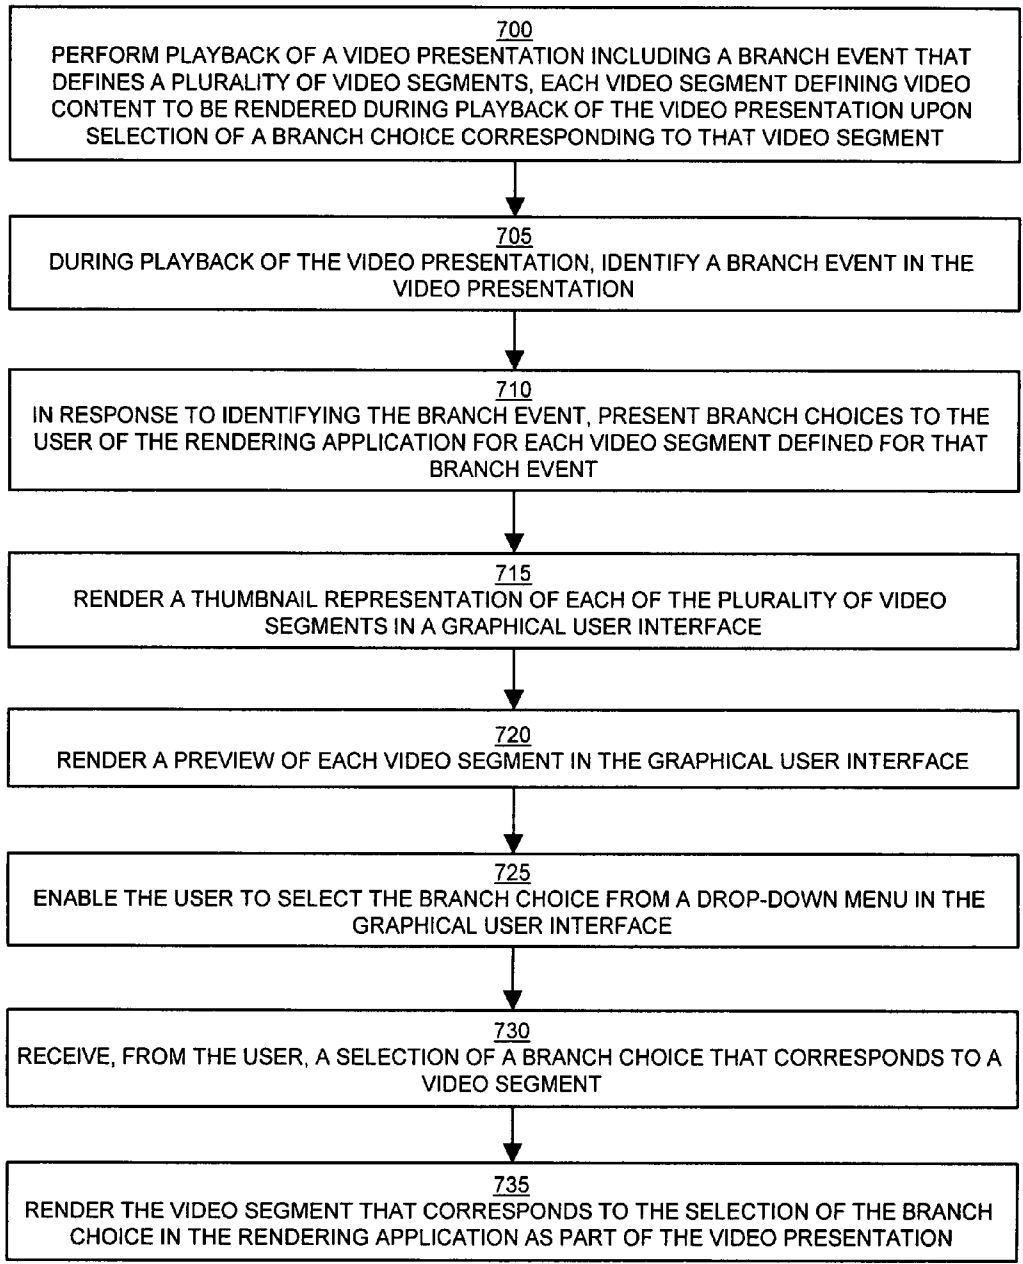 700
PERFORM PLAYBACK OF A VIDEO PRESENTATION INCLUDING A BRANCH EVENT THAT
DEFINES A PLURALITY OF VIDEO SEGMENTS, EACH VIDEO SEGMENT DEFINING VIDEO
CONTENT TO BE RENDERED DURING PLAYBACK OF THE VIDEO PRESENTATION UPON
SELECTION OF A BRANCH CHOICE CORRESPONDING TO THAT VIDEO SEGMENT
705
DURING PLAYBACK OF THE VIDEO PRESENTATION, IDENTIFY A BRANCH EVENT IN THE
VIDEO PRESENTATION
710
IN RESPONSE TO IDENTIFYING THE BRANCH EVENT, PRESENT BRANCH CHOICES TO THE
USER OF THE RENDERING APPLICATION FOR EACH VIDEO SEGMENT DEFINED FOR THAT
BRANCH EVENT
715
RENDER A THUMBNAIL REPRESENTATION OF EACH OF THE PLURALITY OF VIDEO
SEGMENTS IN A GRAPHICAL USER INTERFACE
720
RENDER A PREVIEW OF EACH VIDEO SEGMENT IN THE GRAPHICAL USER INTERFACE
725
ENABLE THE USER TO SELECT THE BRANCH CHOICE FROM A DROP-DOWN MENU IN THE
GRAPHICAL USER INTERFACE
730
RECEIVE, FROM THE USER, A SELECTION OF A BRANCH CHOICE THAT CORRESPONDS TO A
VIDEO SEGMENT
735
RENDER THE VIDEO SEGMENT THAT CORRESPONDS TO THE SELECTION OF THE BRANCH
CHOICE IN THE RENDERING APPLICATION AS PART OF THE VIDEO PRESENTATION